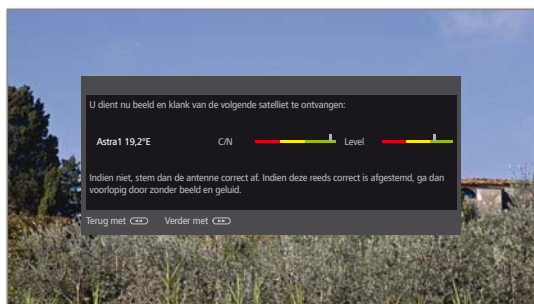 U dient nu beeld en klank van de volgende satelliet te ontvangen:
Astra1 19,2°E C/N Level
Indien niet, stem dan de antenne correct af. Indien deze reeds correct is afgestemd, ga dan
voorlopig door zonder beeld en geluid.
Terug met Verder met